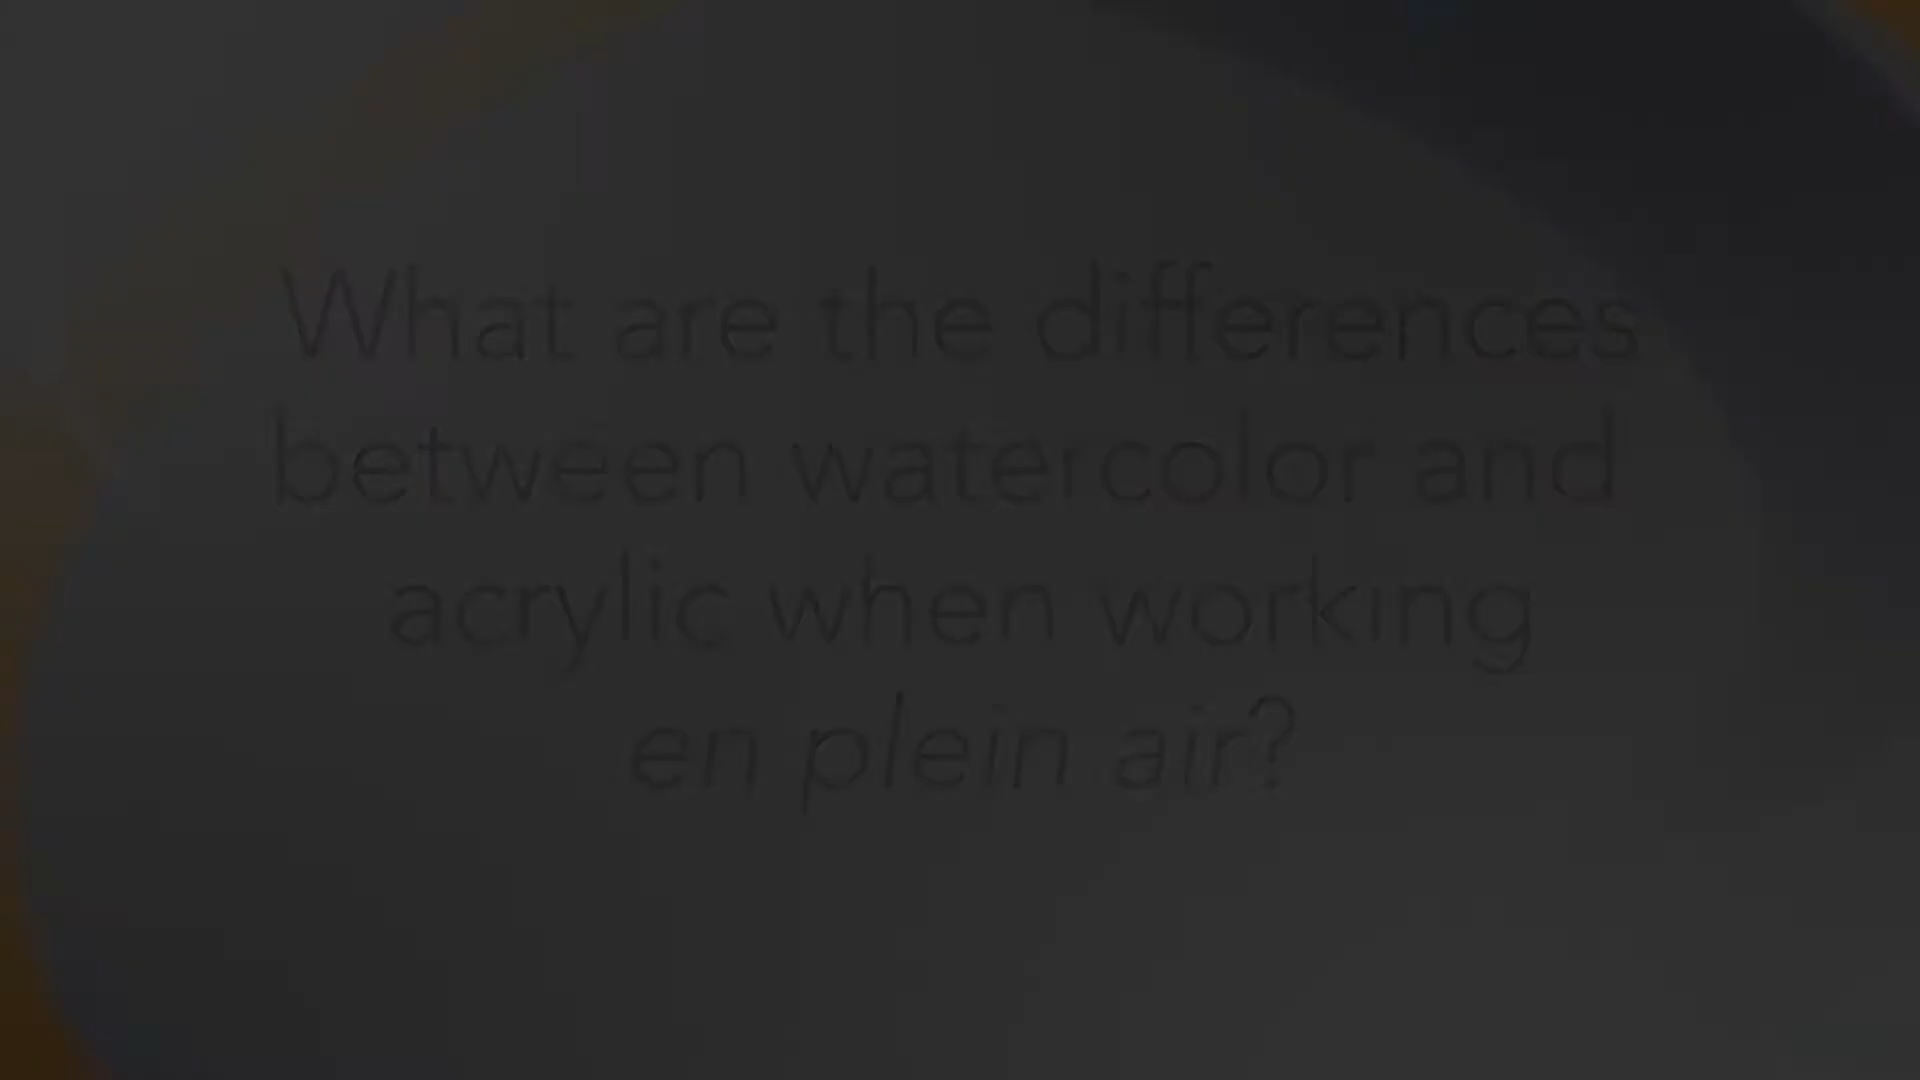 What are the differences
between watercolor and
acrylic when working
en plein air?